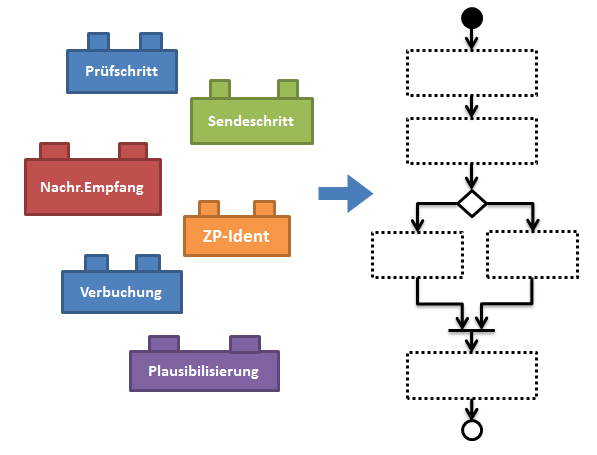 Prüfschritt
Sendeschritt
Nachr.Empfang
ZP-Ident
Verbuchung
Plausibilisierung